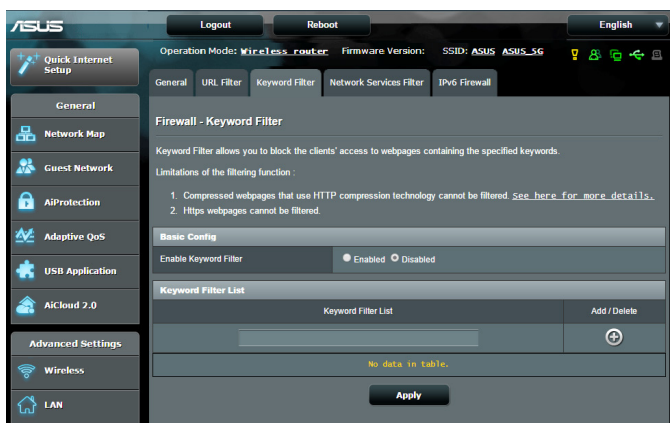 ASUS
Logout
Reboot
English
Quick Internet
Setup
Operation Mode: Wireless router Firmware Version: SSID: ASUS ASUS_5G
General
URL Filter
Keyword Filter
Network Services Filter
IPv6 Firewall
General
Network Map
Guest Network
AiProtection
Adaptive QoS
USB Application
AiCloud 2.0
Advanced Settings
Wireless
LAN
Firewall - Keyword Filter
Keyword Filter allows you to block the clients' access to webpages containing the specified keywords.
Limitations of the filtering function :
1. Compressed webpages that use HTTP compression technology cannot be filtered. See here for more details.
2. Https webpages cannot be filtered.
Basic Config
Enable Keyword Filter
Enabled Disabled
Keyword Filter List
Keyword Filter List
Add / Delete
No data in table.
Apply